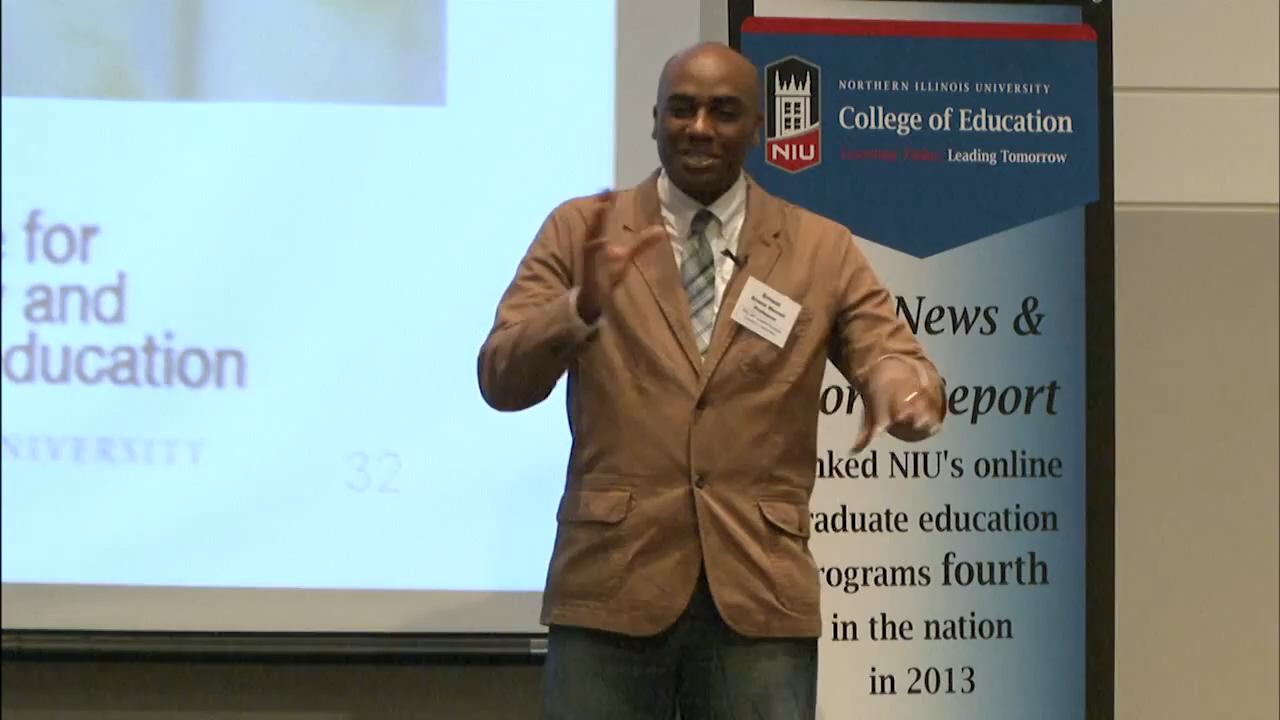 for
and
ducation
NIVERSITY
32
NORTHERN ILLINOIS UNIVERSITY
College of Education
Leading Tomorrow
NIU
News &
eport
nked NIU's online
raduate education
rograms fourth
in the nation
in 2013